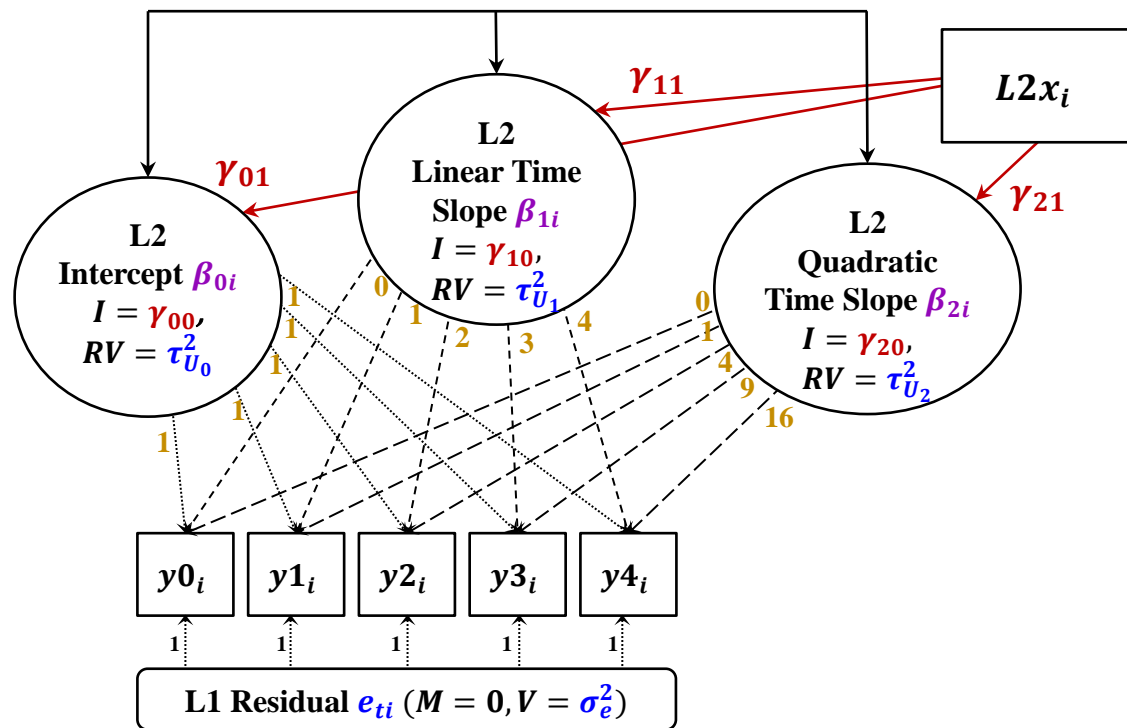 L2xᵢ
γ₁₁
γ₀₁
γ₂₁
L2
Linear Time
Slope β₁ᵢ
I = γ₁₀,
RV = τ²U₁
L2
Intercept β₀ᵢ
I = γ₀₀,
RV = τ²U₀
L2
Quadratic
Time Slope β₂ᵢ
I = γ₂₀,
RV = τ²U₂
1
1
1
1
1
0
1
2
3
4
0
1
4
9
16
y0ᵢ y1ᵢ y2ᵢ y3ᵢ y4ᵢ
1 1 1 1 1
L1 Residual eₜᵢ (M = 0, V = σ²ₑ)